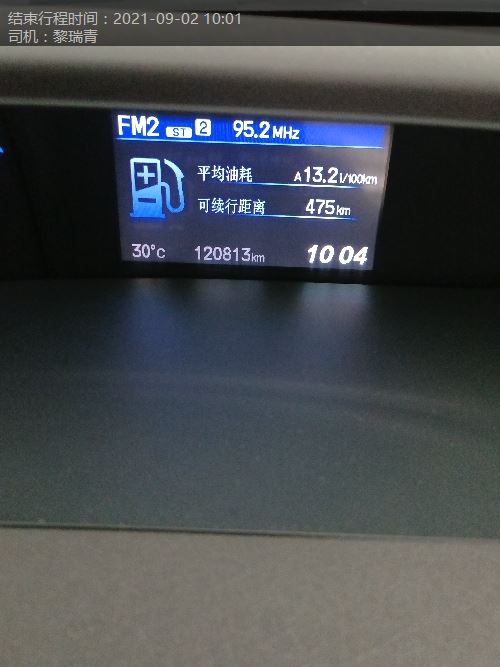 结束行程时间：2021-09-02 10:01
司机：黎瑞青
FM2 ST 2 95.2MHz
平均油耗 A 13.2l/100km
可续行距离 475km
30°C 120813km 10 04